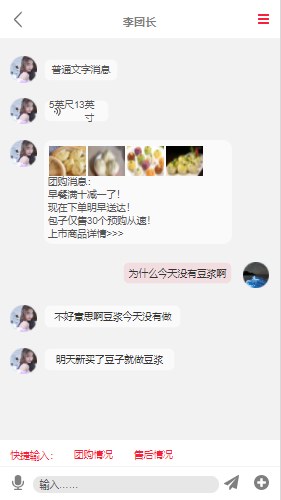 李团长
普通文字消息
5英尺13英
寸
团购消息：
早餐满十减一了！
现在下单明早送达！
包子仅售30个预购从速！
上市商品详情>>>
为什么今天没有豆浆啊
不好意思啊豆浆今天没有做
明天新买了豆子就做豆浆
快捷输入： 团购情况 售后情况
输入……